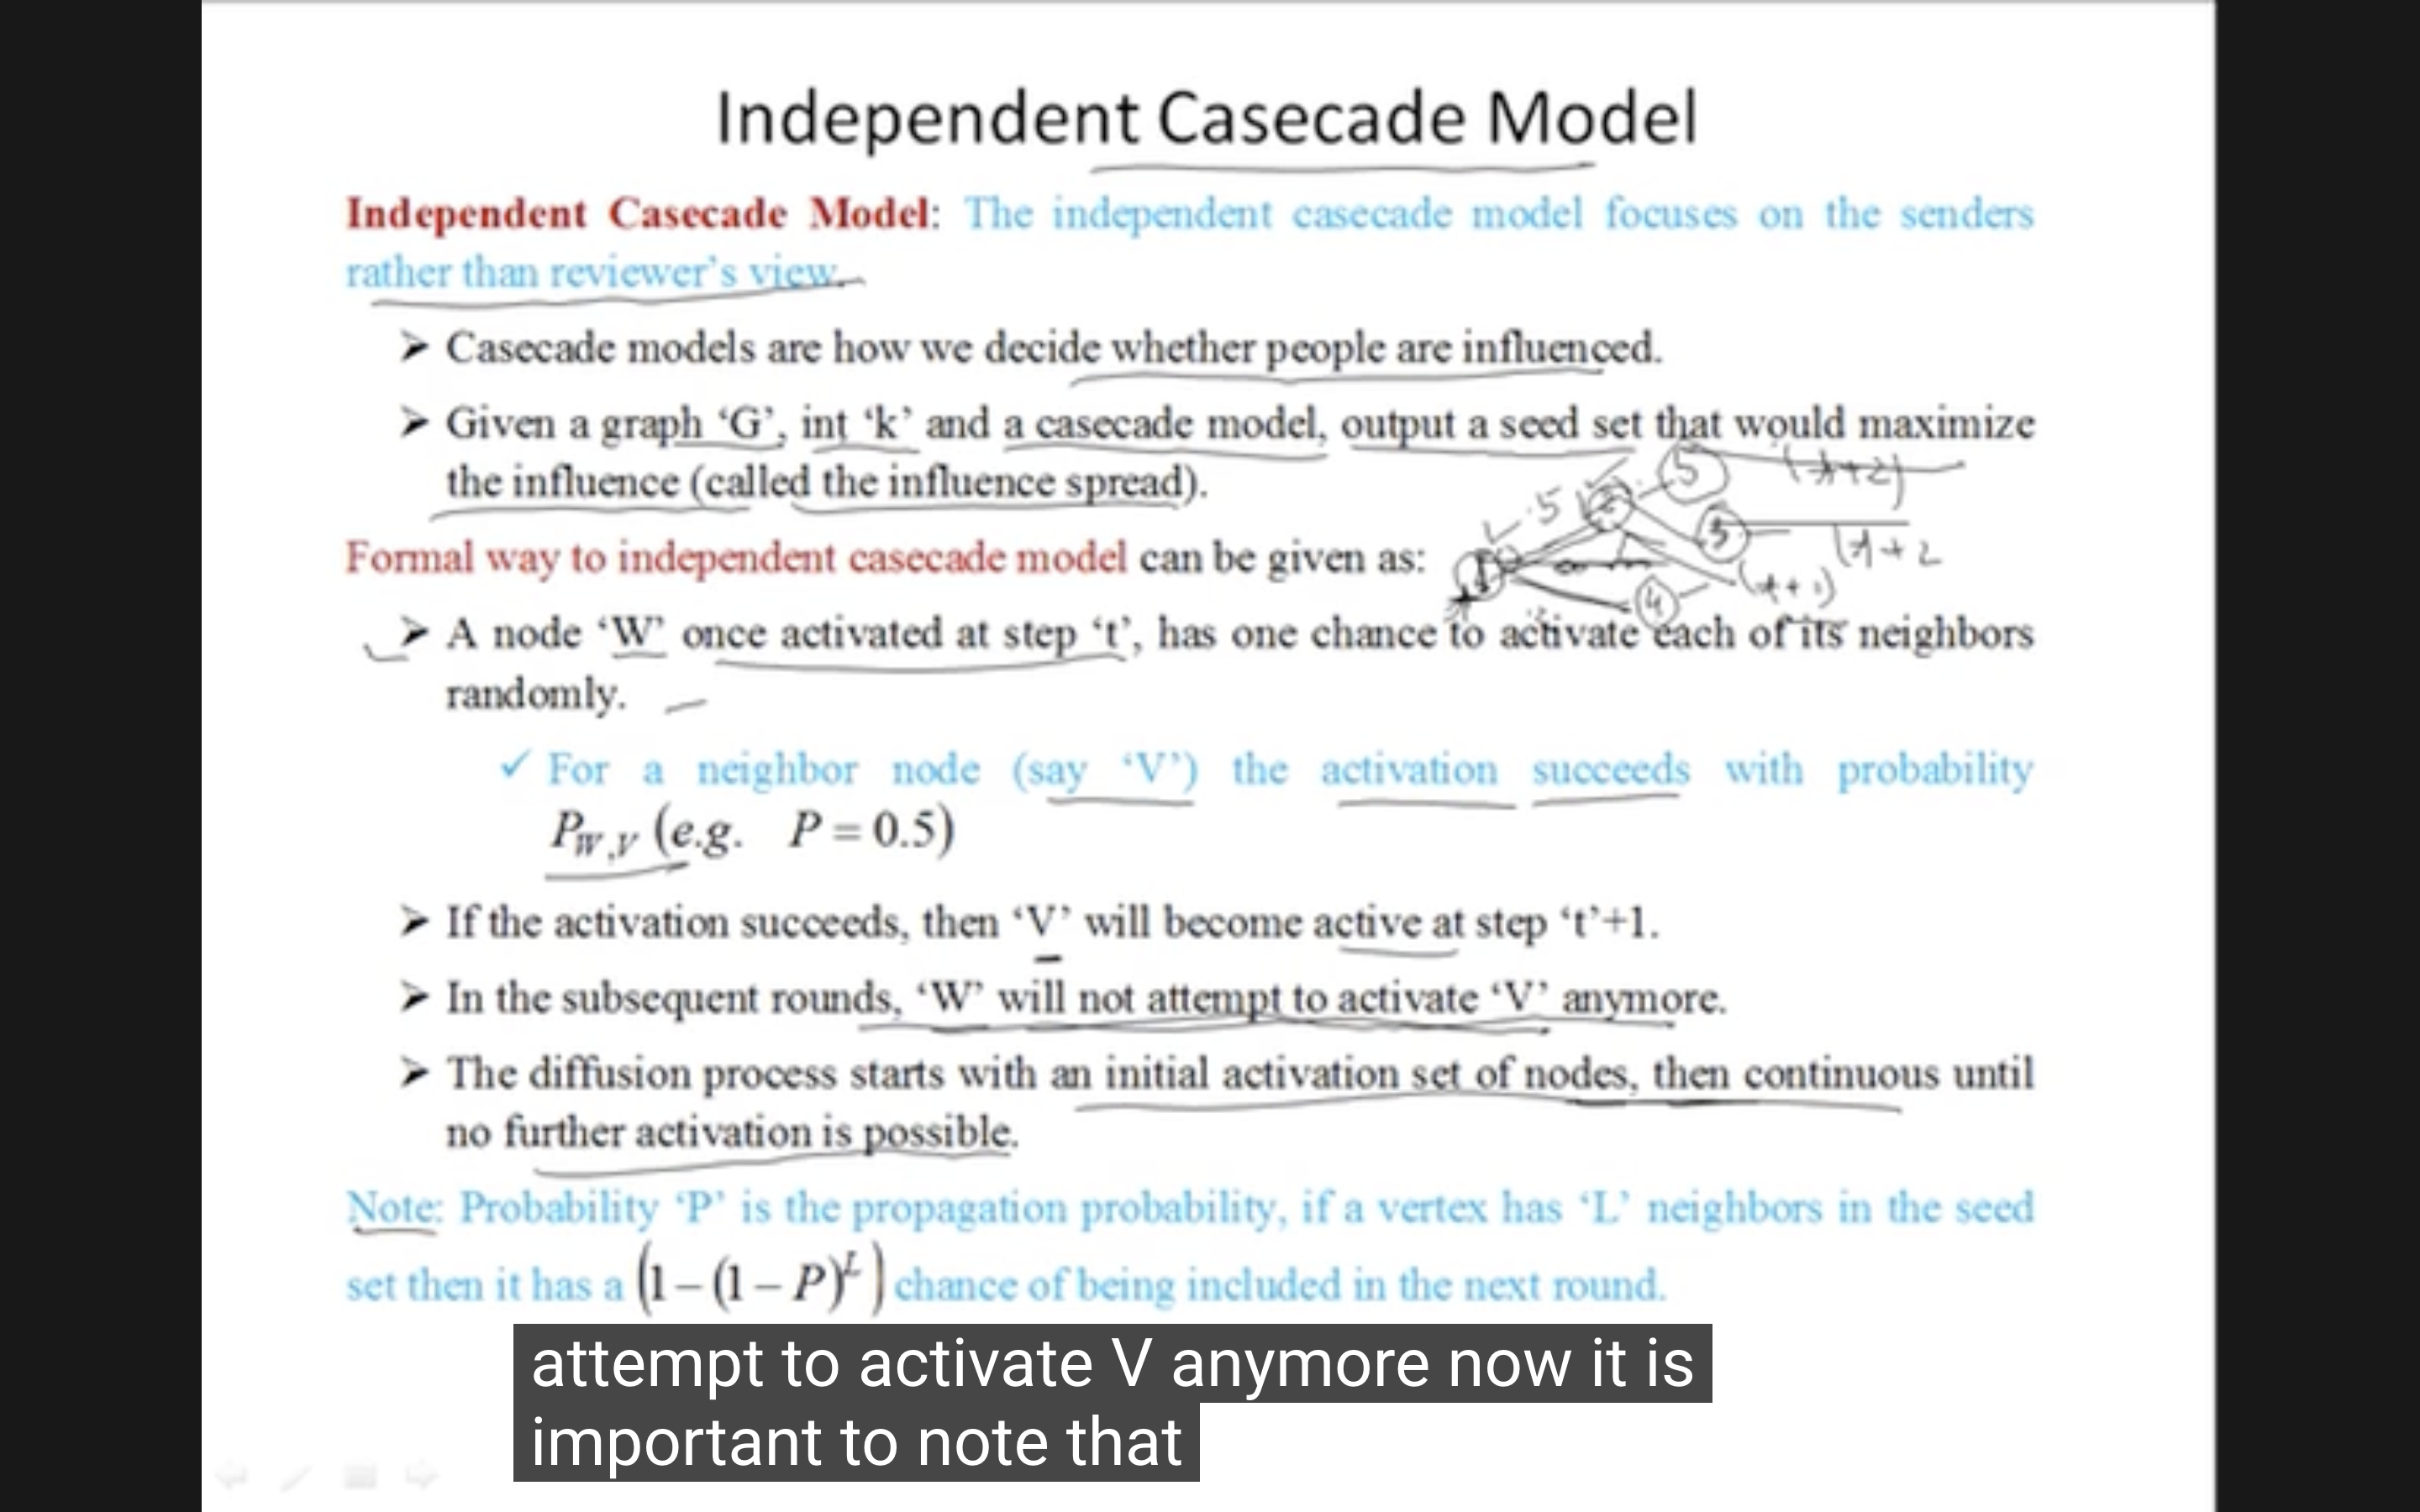 Independent Casecade Model
Independent Casecade Model: The independent casecade model focuses on the senders
rather than reviewer's view.
➤ Casecade models are how we decide whether people are influenced.
➤ Given a graph ‘G’, int ‘k’ and a casecade model, output a seed set that would maximize
the influence (called the influence spread).
5 (t+2)
.5 2
3 (t+2
Formal way to independent casecade model can be given as: 1
4 (t+1)
➤ A node ‘W’ once activated at step ‘t’, has one chance to activate each of its neighbors
randomly.
✓ For a neighbor node (say ‘V’) the activation succeeds with probability
P_{W,V} (e.g. P = 0.5)
➤ If the activation succeeds, then ‘V’ will become active at step ‘t’+1.
➤ In the subsequent rounds, ‘W’ will not attempt to activate ‘V’ anymore.
➤ The diffusion process starts with an initial activation set of nodes, then continuous until
no further activation is possible.
Note: Probability ‘P’ is the propagation probability, if a vertex has ‘L’ neighbors in the seed
set then it has a (1 – (1 – P)^L) chance of being included in the next round.
attempt to activate V anymore now it is
important to note that